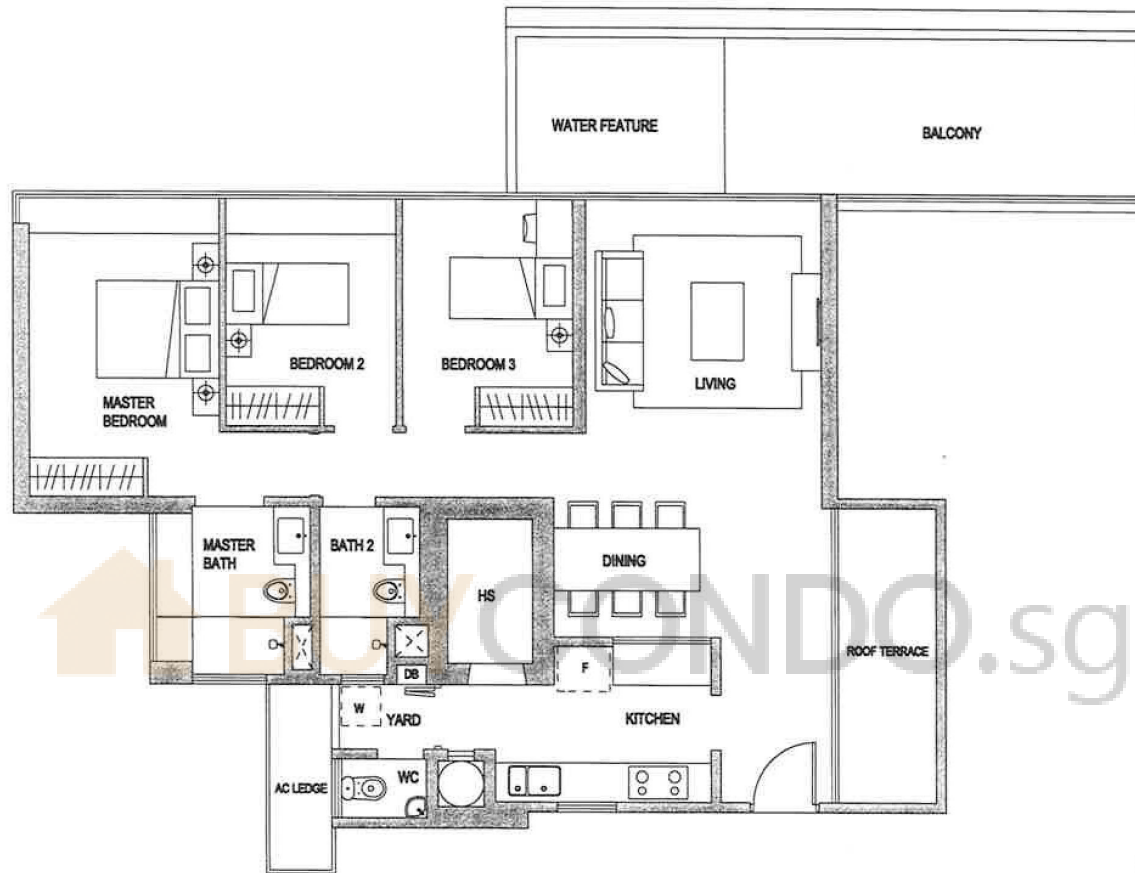 WATER FEATURE
BALCONY
BEDROOM 2
BEDROOM 3
LIVING
MASTER
BEDROOM
MASTER
BATH
BATH 2
DINING
HS
BUYCONDO.sg
ROOF TERRACE
F
DB
W
YARD
KITCHEN
WC
AC LEDGE